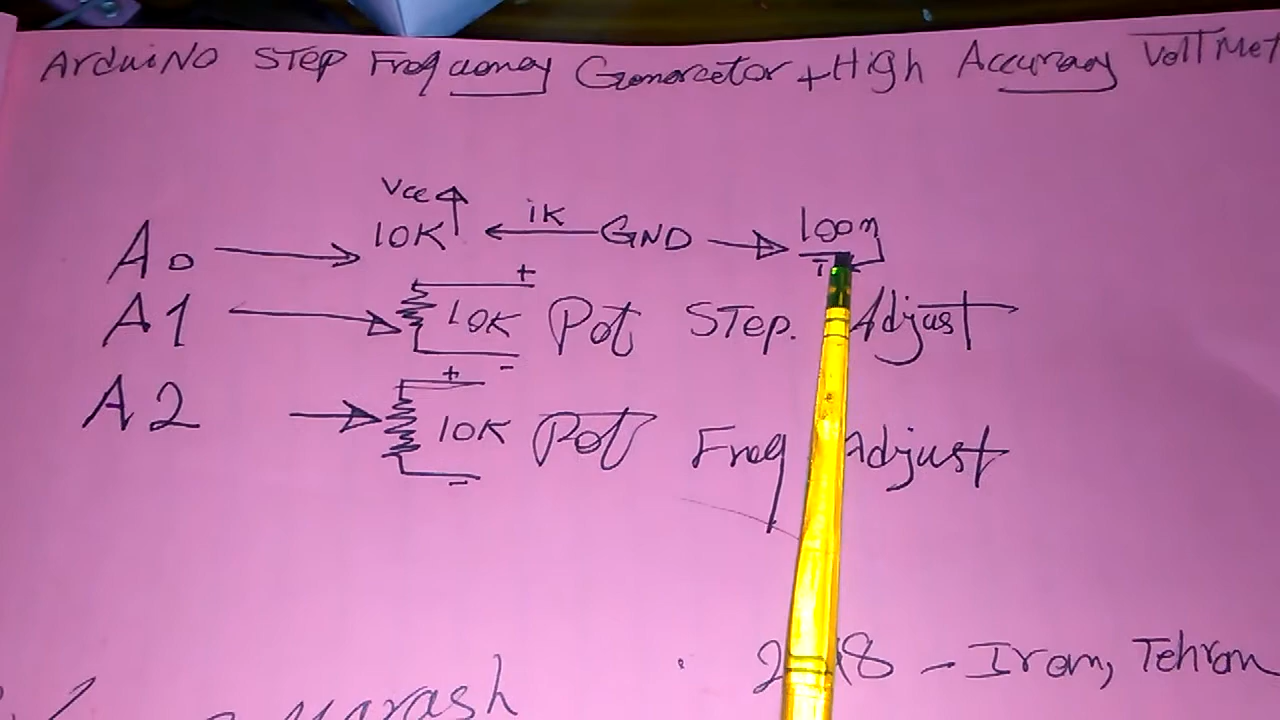 ArduiNO STep Frequency Generator + High Accuracy VolTMet
Vcc
A0 10K 1K GND 100n
+
A1 10K Pot STep. Adjust
-
+
A2 10K Pot Freq Adjust
-
- Iran, Tehran